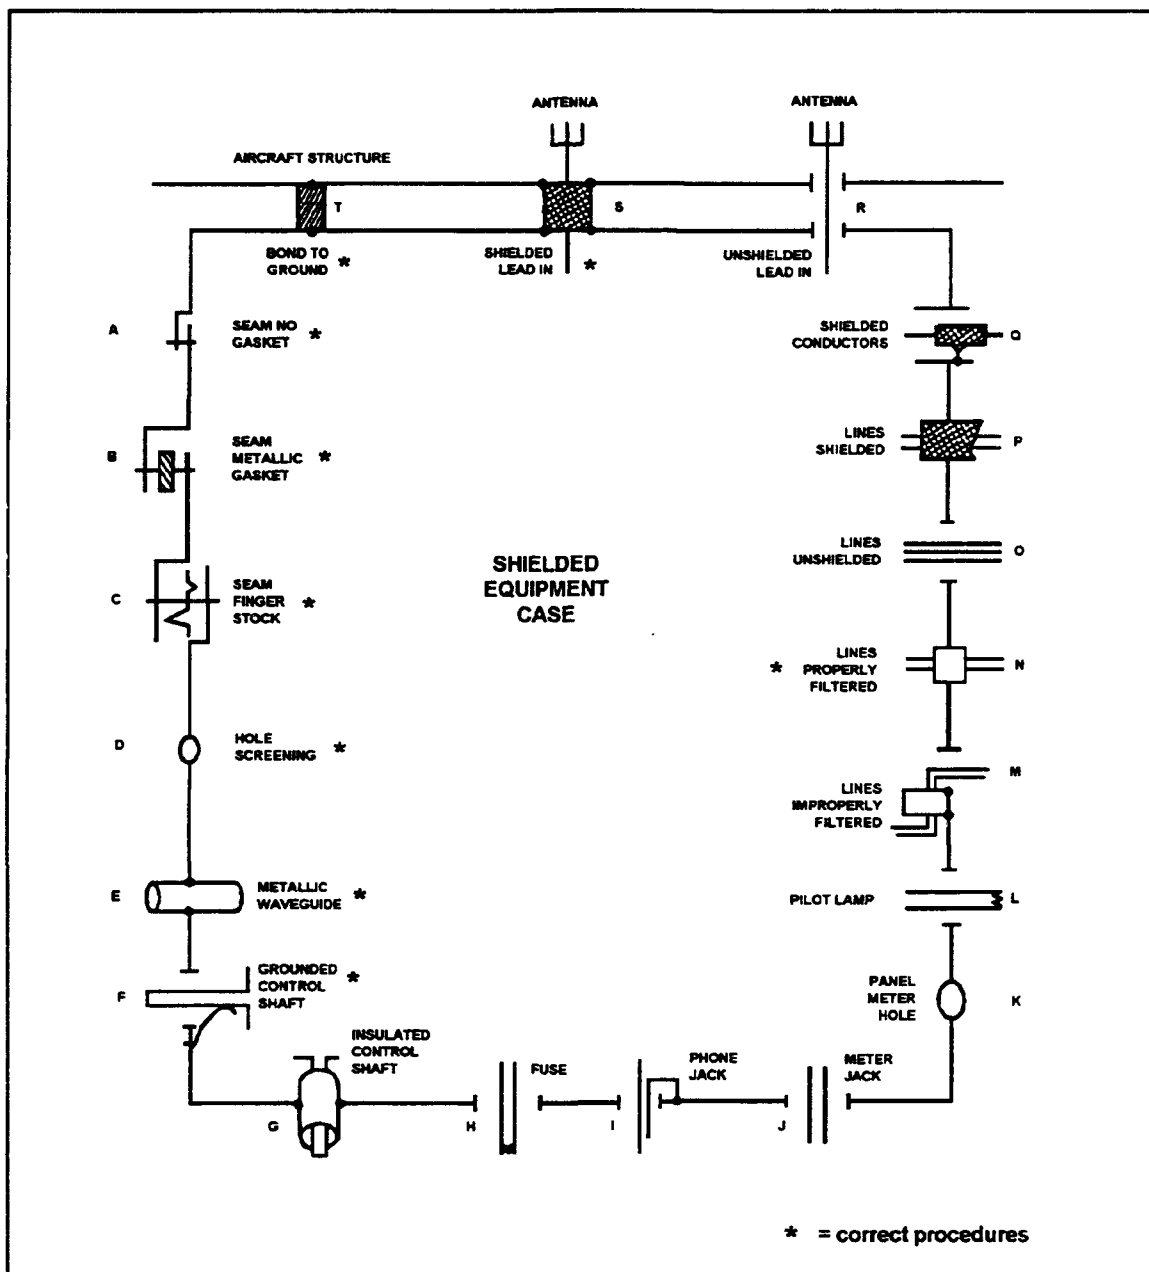 ANTENNA
ANTENNA
AIRCRAFT STRUCTURE
T
S
R
BOND TO
GROUND *
SHIELDED
LEAD IN *
UNSHIELDED
LEAD IN
A
SEAM NO
GASKET *
B
SEAM
METALLIC *
GASKET
C
SEAM
FINGER *
STOCK
D
HOLE
SCREENING *
E
METALLIC
WAVEGUIDE *
F
GROUNDED
CONTROL *
SHAFT
G
INSULATED
CONTROL
SHAFT
H
FUSE
I
PHONE
JACK
J
METER
JACK
SHIELDED
EQUIPMENT
CASE
SHIELDED
CONDUCTORS
Q
LINES
SHIELDED
P
LINES
UNSHIELDED
O
LINES
* PROPERLY
FILTERED
N
LINES
IMPROPERLY
FILTERED
M
PILOT LAMP
L
PANEL
METER
HOLE
K
* = correct procedures